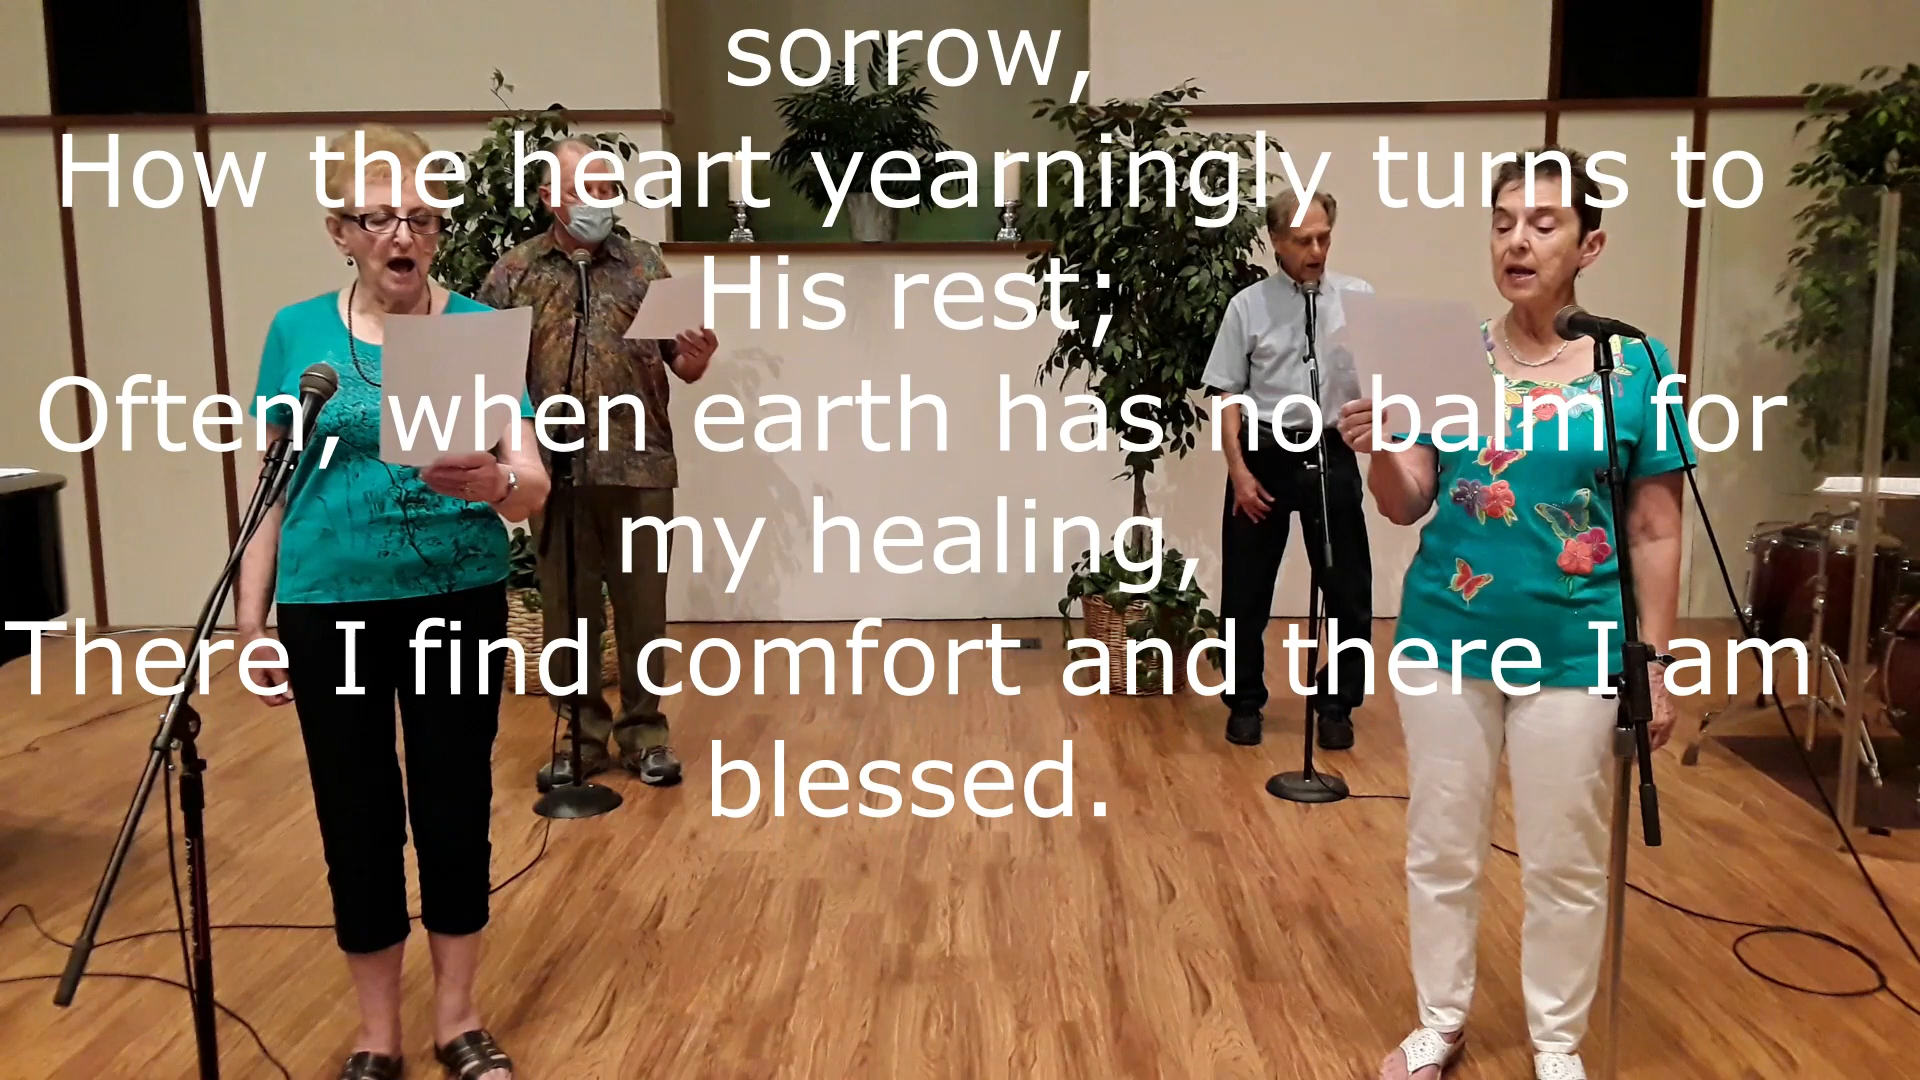 sorrow,
How the heart yearningly turns to
His rest;
Often, when earth has no balm for
my healing,
There I find comfort and there I am
blessed.